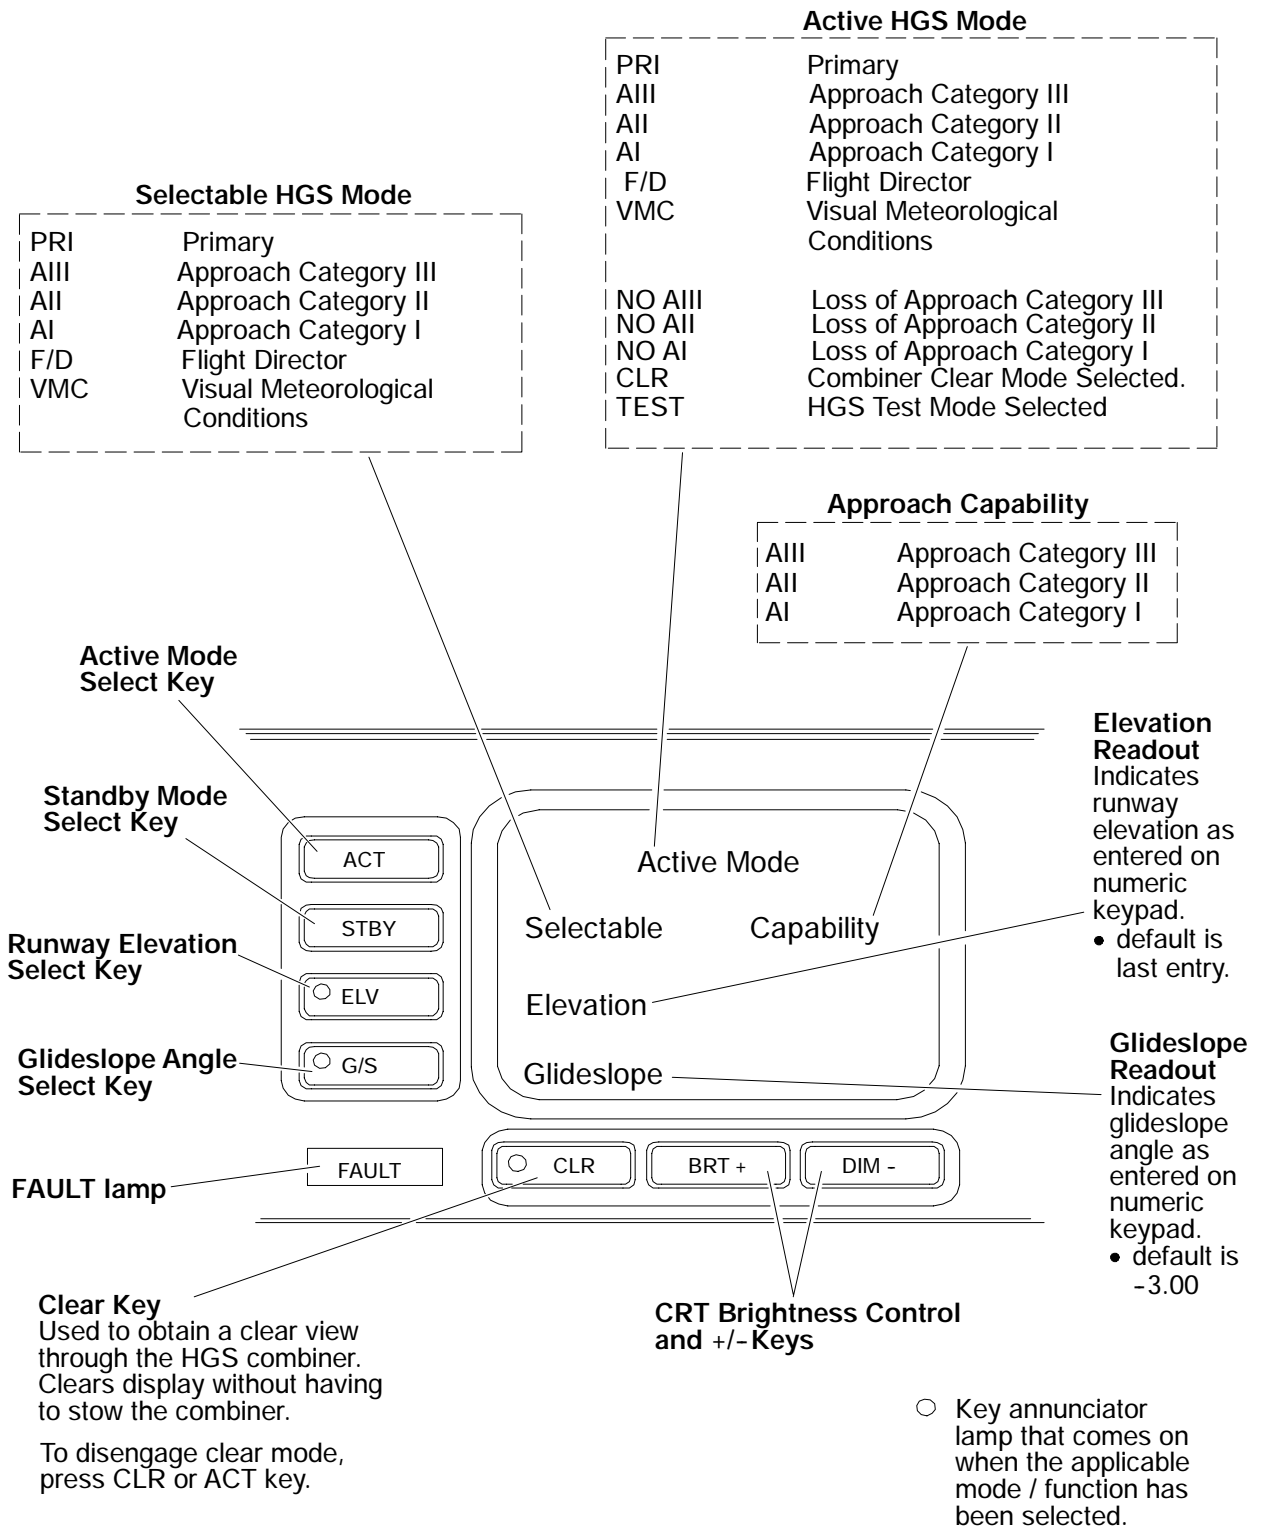 Active HGS Mode
PRI Primary
AIII Approach Category III
AII Approach Category II
AI Approach Category I
F/D Flight Director
VMC Visual Meteorological
Conditions
NO AIII Loss of Approach Category III
NO AII Loss of Approach Category II
NO AI Loss of Approach Category I
CLR Combiner Clear Mode Selected.
TEST HGS Test Mode Selected
Selectable HGS Mode
PRI Primary
AIII Approach Category III
AII Approach Category II
AI Approach Category I
F/D Flight Director
VMC Visual Meteorological
Conditions
Approach Capability
AIII Approach Category III
AII Approach Category II
AI Approach Category I
Active Mode
Select Key
Standby Mode
Select Key
Runway Elevation
Select Key
Glideslope Angle
Select Key
FAULT lamp
ACT
STBY
ELV
G/S
FAULT
Active Mode
Selectable Capability
Elevation
Glideslope
CLR
BRT +
DIM -
Elevation
Readout
Indicates
runway
elevation as
entered on
numeric
keypad.
• default is
last entry.
Glideslope
Readout
Indicates
glideslope
angle as
entered on
numeric
keypad.
• default is
-3.00
Clear Key
Used to obtain a clear view
through the HGS combiner.
Clears display without having
to stow the combiner.
To disengage clear mode,
press CLR or ACT key.
CRT Brightness Control
and +/-Keys
Key annunciator
lamp that comes on
when the applicable
mode / function has
been selected.